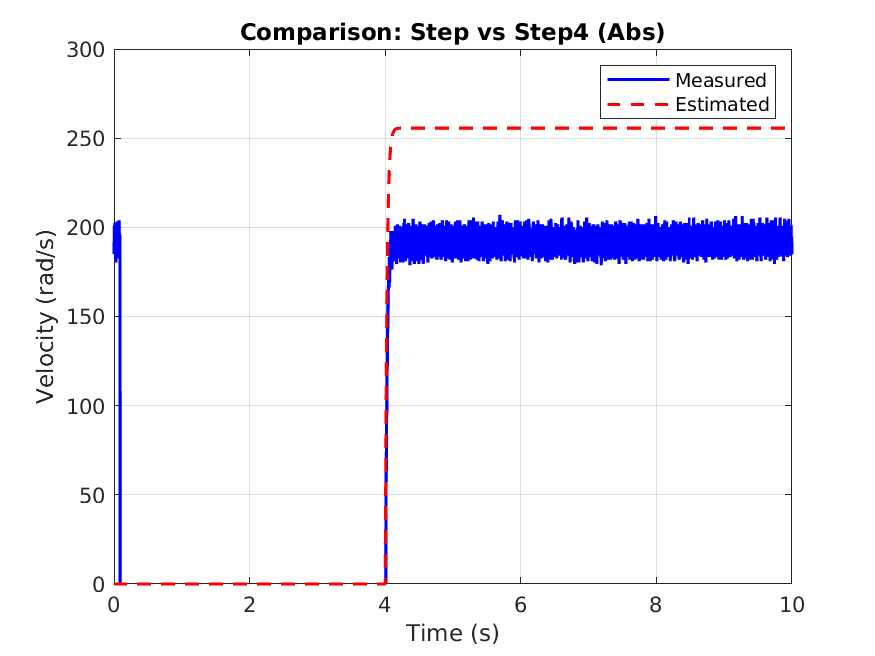 Comparison: Step vs Step4 (Abs)
300
250
200
150
100
50
0
Velocity (rad/s)
Measured
Estimated
0 2 4 6 8 10
Time (s)